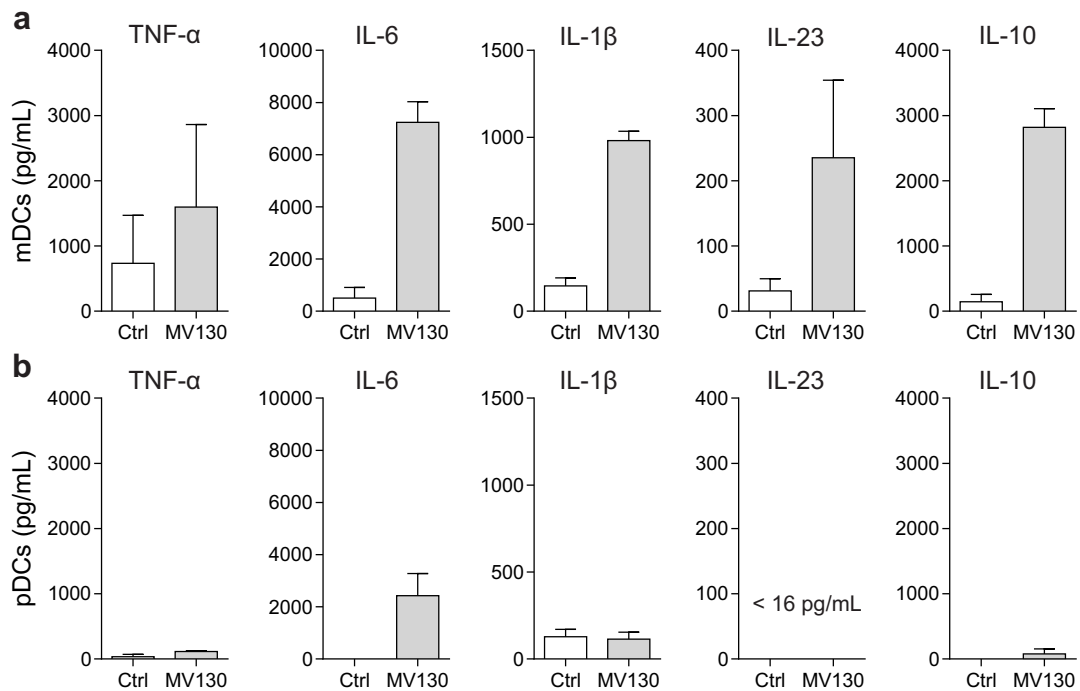 a
TNF-α IL-6 IL-1β IL-23 IL-10
mDCs (pg/mL)
4000 3000 2000 1000 0
10000 8000 6000 4000 2000 0
1500 1000 500 0
400 300 200 100 0
4000 3000 2000 1000 0
Ctrl MV130 Ctrl MV130 Ctrl MV130 Ctrl MV130 Ctrl MV130
b
TNF-α IL-6 IL-1β IL-23 IL-10
pDCs (pg/mL)
4000 3000 2000 1000 0
10000 8000 6000 4000 2000 0
1500 1000 500 0
400 300 200 100 0
< 16 pg/mL
4000 3000 2000 1000 0
Ctrl MV130 Ctrl MV130 Ctrl MV130 Ctrl MV130 Ctrl MV130